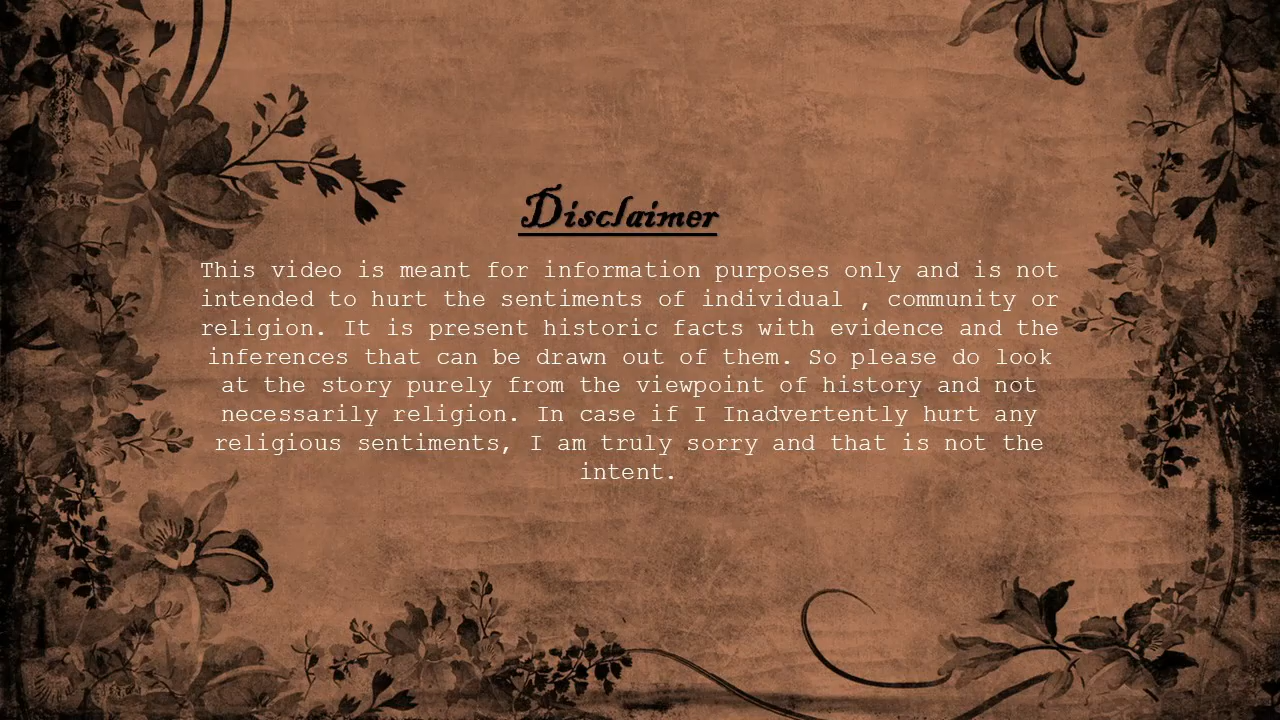 Disclaimer
This video is meant for information purposes only and is not
intended to hurt the sentiments of individual , community or
religion. It is present historic facts with evidence and the
inferences that can be drawn out of them. So please do look
at the story purely from the viewpoint of history and not
necessarily religion. In case if I Inadvertently hurt any
religious sentiments, I am truly sorry and that is not the
intent.